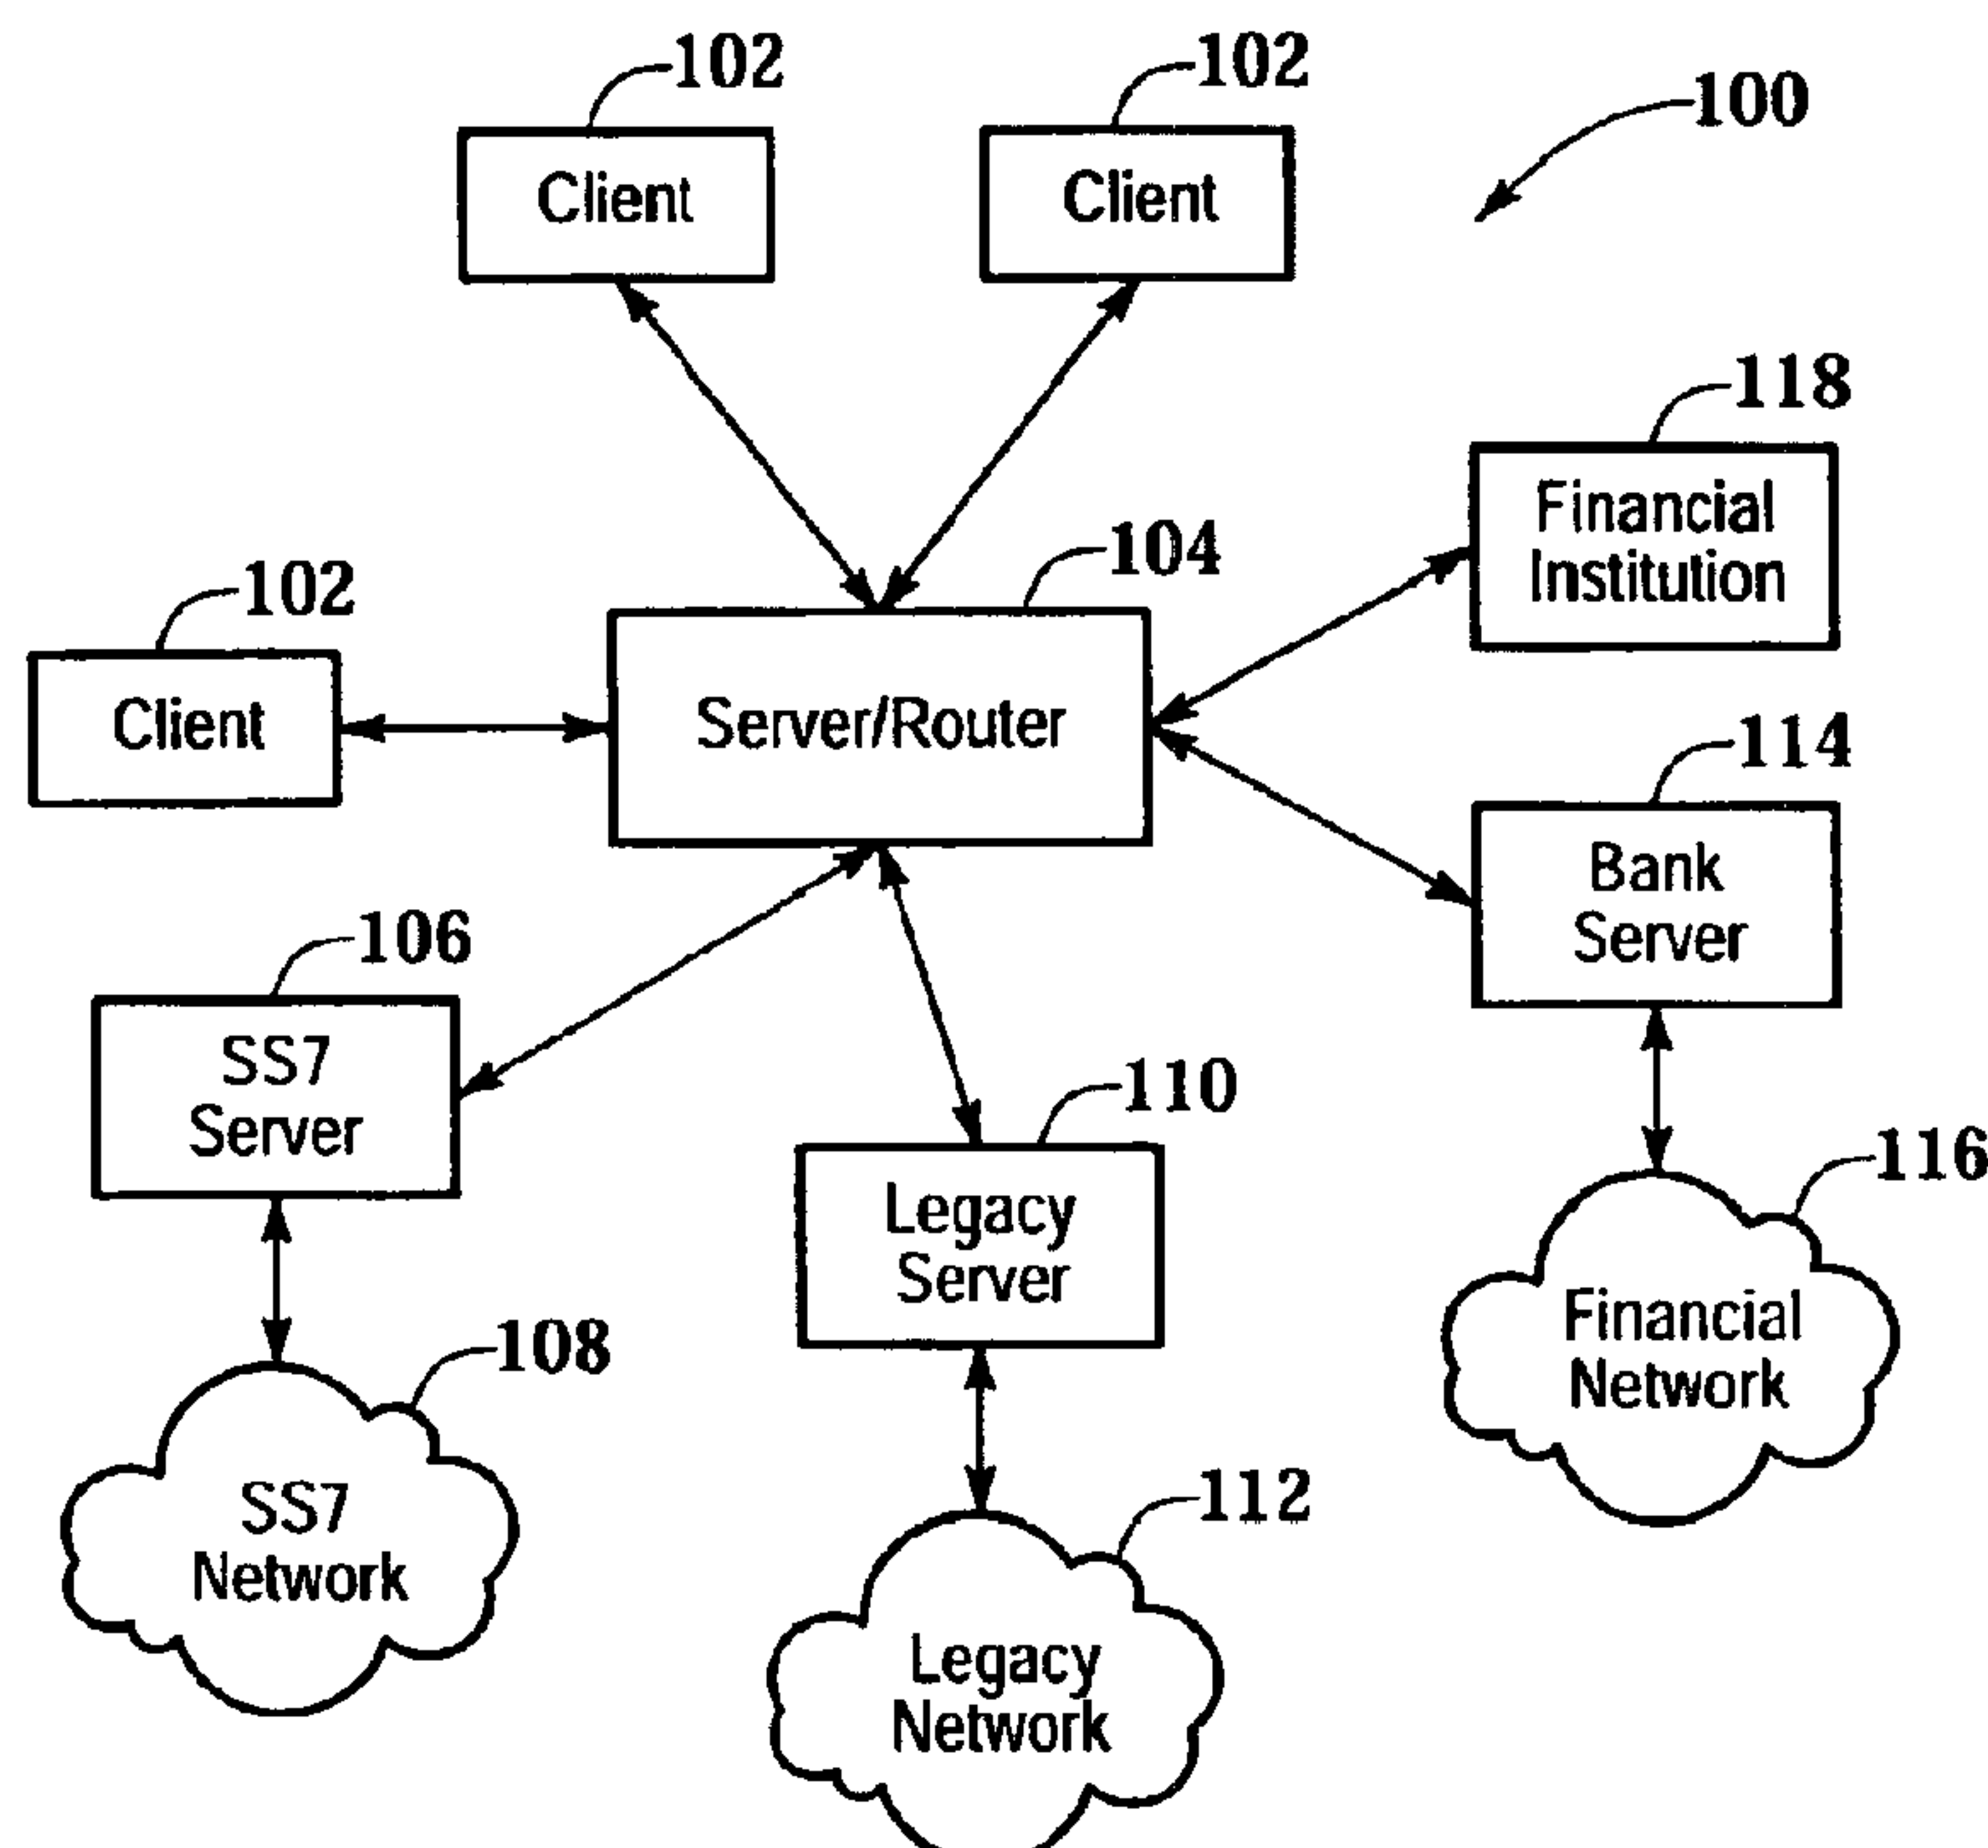 102
102
100
Client
Client
118
Financial
Institution
104
102
Server/Router
Client
114
Bank
Server
106
SS7
Server
110
Legacy
Server
116
Financial
Network
108
SS7
Network
112
Legacy
Network